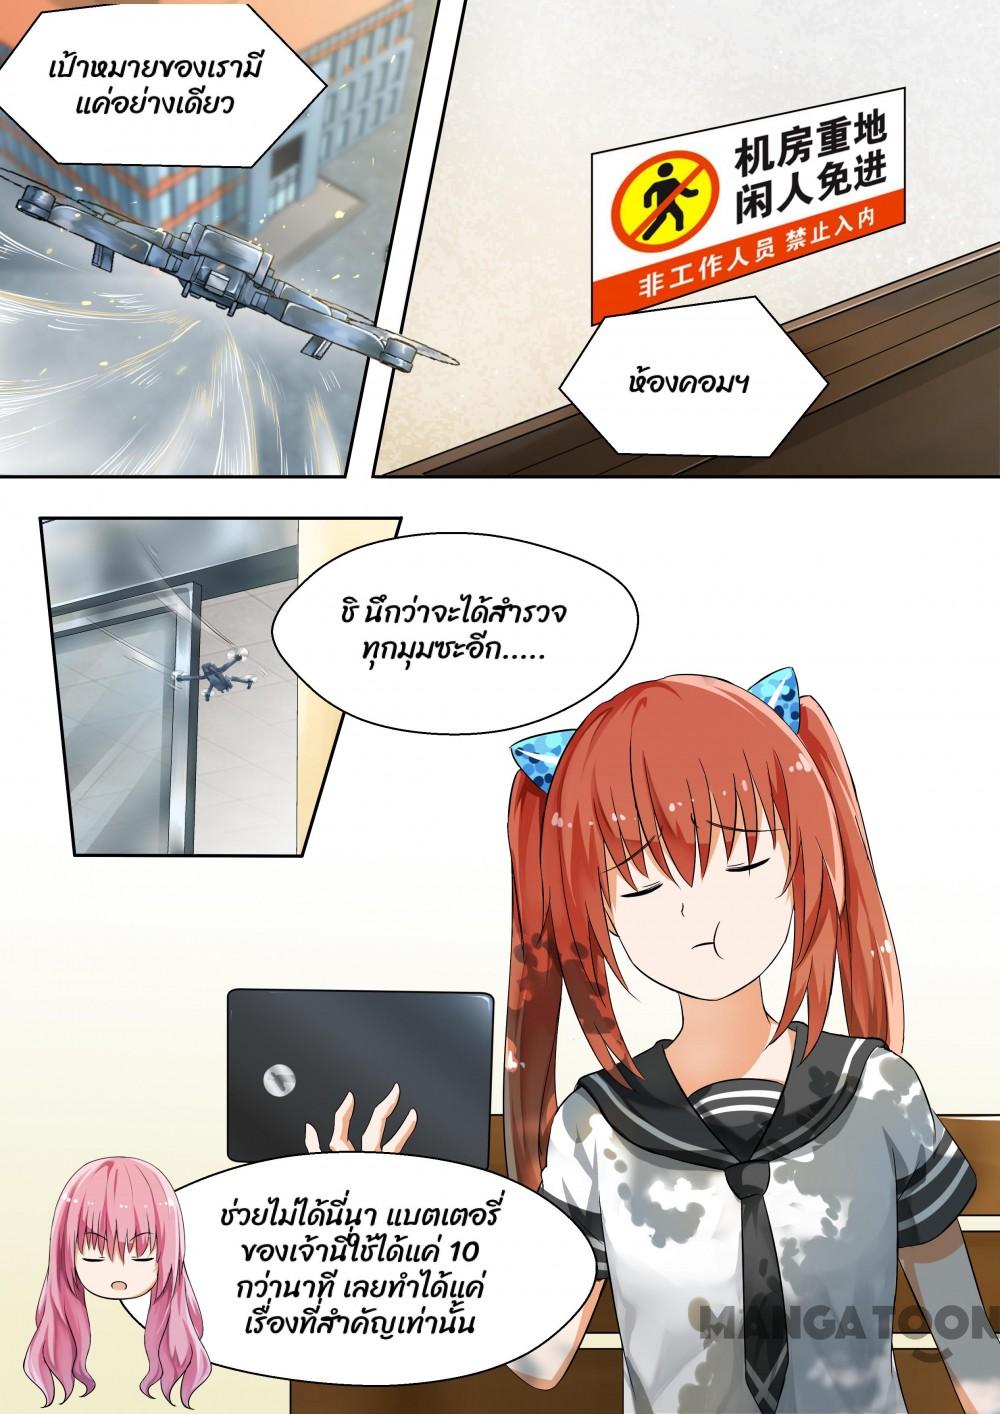 เป้าหมายของเรามี
แค่อย่างเดียว
机房重地
闲人免进
非工作人员 禁止入内
ห้องคอมฯ
ชิ นึกว่าจะได้สำรวจ
ทุกมุมซะอีก.....
ช่วยไม่ได้นี่นา แบตเตอรี่
ของเจ้านี่ใช้ได้แค่ 10
กว่านาที เลยทำได้แค่
เรื่องที่สำคัญเท่านั้น
MANGATOON